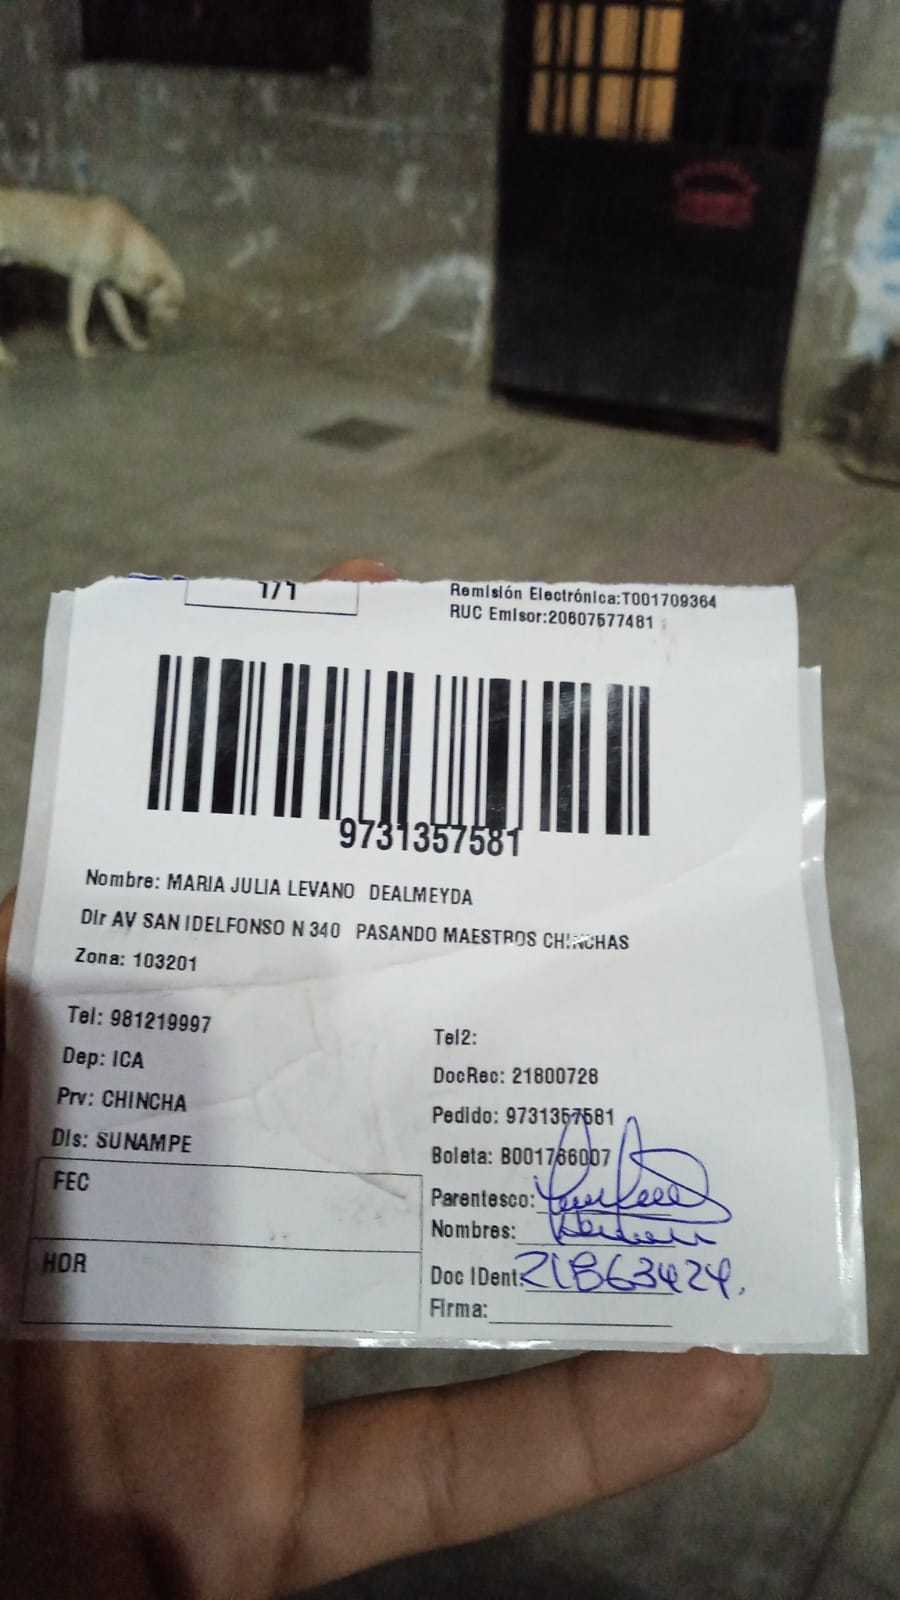 1/1
Remisión Electrónica:T001709364
RUC Emisor:20607577481
9731357581
Nombre: MARIA JULIA LEVANO DEALMEYDA
Dir AV SAN IDELFONSO N 340 PASANDO MAESTROS CHINCHAS
Zona: 103201
Tel: 981219997
Dep: ICA
Prv: CHINCHA
Dis: SUNAMPE
FEC
HOR
Tel2:
DocRec: 21800728
Pedido: 9731357581
Boleta: B001766007
Parentesco:
Nombres:
Doc IDent: 21863424.
Firma: